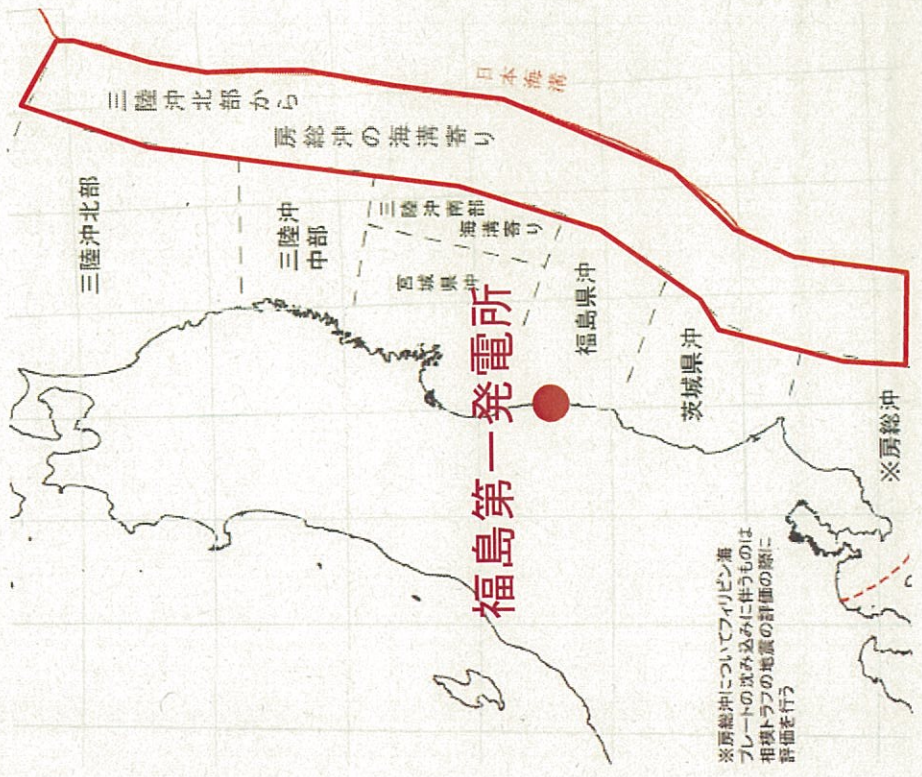 三陸沖北部から
房総沖の海溝寄り
日本海溝
三陸沖北部
三陸沖
中部
三陸沖南部
海溝寄り
宮城県沖
福島県沖
福島第一発電所
茨城県沖
※房総沖
※房総沖についてフィリピン海
プレートの沈み込みに伴うものは
相模トラフの地震の評価の際に
評価を行う